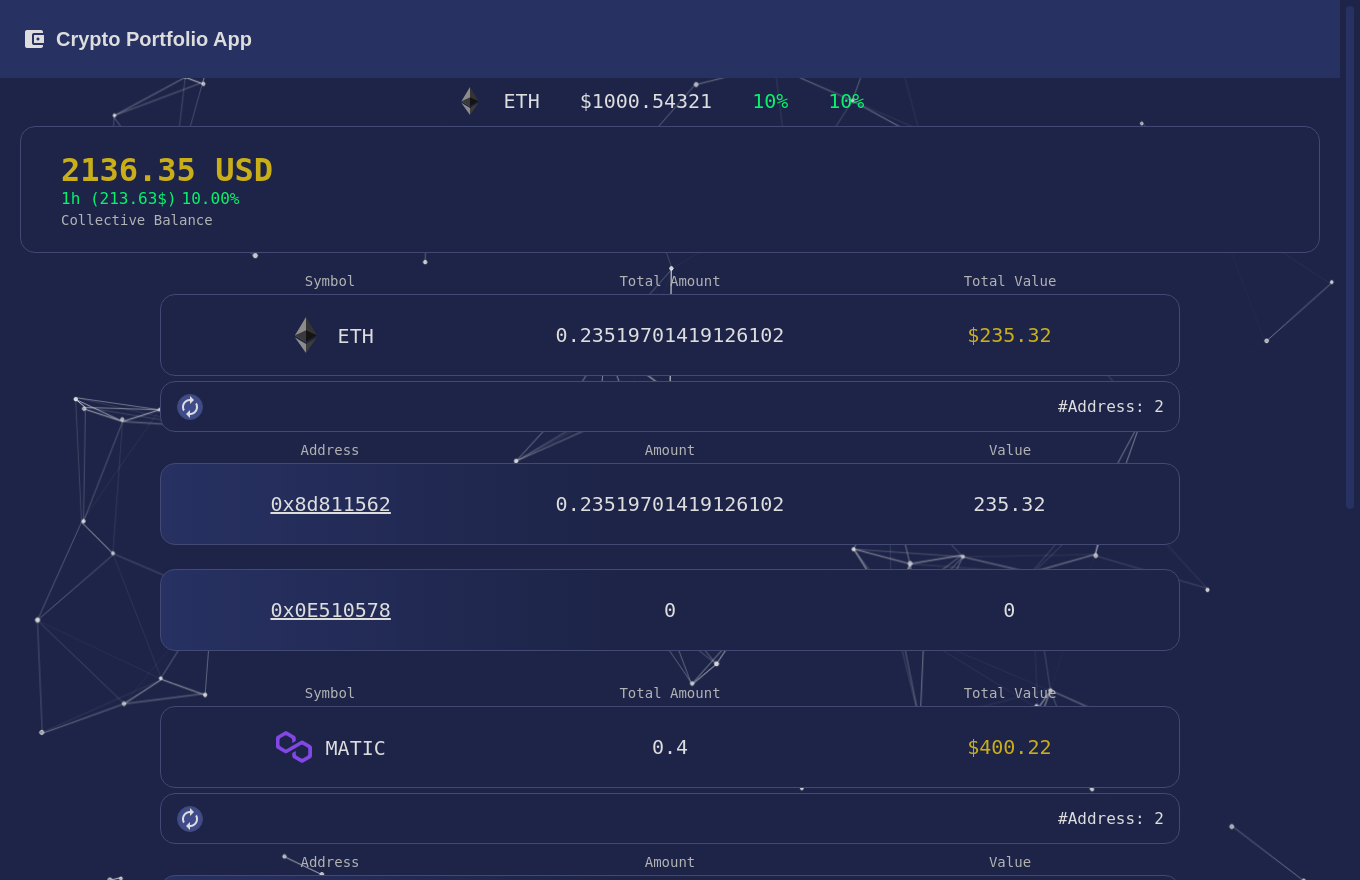 Crypto Portfolio App
ETH $1000.54321 10% 10%
2136.35 USD
1h (213.63$) 10.00%
Collective Balance
Symbol Total Amount Total Value
ETH 0.23519701419126102 $235.32
#Address: 2
Address Amount Value
0x8d811562 0.23519701419126102 235.32
0x0E510578 0 0
Symbol Total Amount Total Value
MATIC 0.4 $400.22
#Address: 2
Address Amount Value